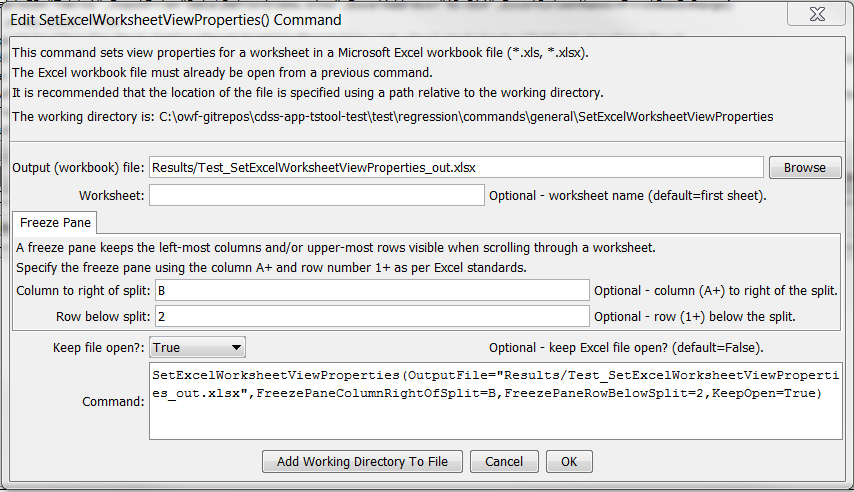 Edit SetExcelWorksheetViewProperties() Command
This command sets view properties for a worksheet in a Microsoft Excel workbook file (*.xls, *.xlsx).
The Excel workbook file must already be open from a previous command.
It is recommended that the location of the file is specified using a path relative to the working directory.
The working directory is: C:\owf-gitrepos\cdss-app-tstool-test\test\regression\commands\general\SetExcelWorksheetViewProperties
Output (workbook) file: Results/Test_SetExcelWorksheetViewProperties_out.xlsx Browse
Worksheet: Optional - worksheet name (default=first sheet).
Freeze Pane
A freeze pane keeps the left-most columns and/or upper-most rows visible when scrolling through a worksheet.
Specify the freeze pane using the column A+ and row number 1+ as per Excel standards.
Column to right of split: B Optional - column (A+) to right of the split.
Row below split: 2 Optional - row (1+) below the split.
Keep file open?: True Optional - keep Excel file open? (default=False).
Command: SetExcelWorksheetViewProperties(OutputFile="Results/Test_SetExcelWorksheetViewProperti
es_out.xlsx",FreezePaneColumnRightOfSplit=B,FreezePaneRowBelowSplit=2,KeepOpen=True)
Add Working Directory To File Cancel OK